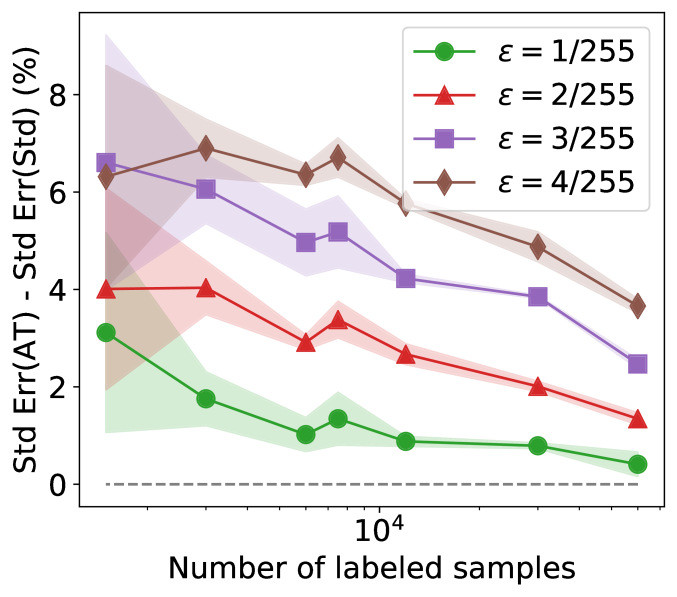 ε = 1/255
ε = 2/255
ε = 3/255
ε = 4/255
Std Err(AT) - Std Err(Std) (%)
8
6
4
2
0
10⁴
Number of labeled samples